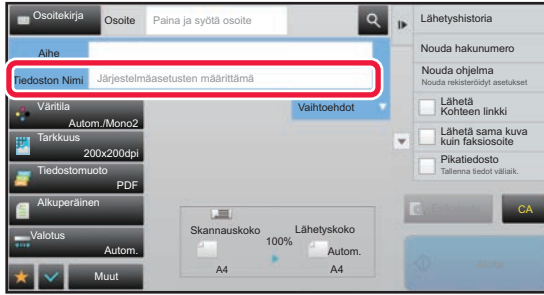 Osoitekirja
Osoite
Paina ja syötä osoite
Aihe
Tiedoston Nimi
Järjestelmäasetusten määrittämä
Väritila
Autom./Mono2
Tarkkuus
200x200dpi
Tiedostomuoto
PDF
Alkuperäinen
Valotus
Autom.
Muut
Vaihtoehdot
Skannauskoko
100%
Lähetyskoko
Autom.
A4
A4
Lähetyshistoria
Nouda hakunumero
Nouda ohjelma
Nouda rekisteröidyt asetukset
Lähetä
Kohteen linkki
Lähetä sama kuva
kuin faksiosoite
Pikatiedosto
Tallenna tiedot väliaik.
CA